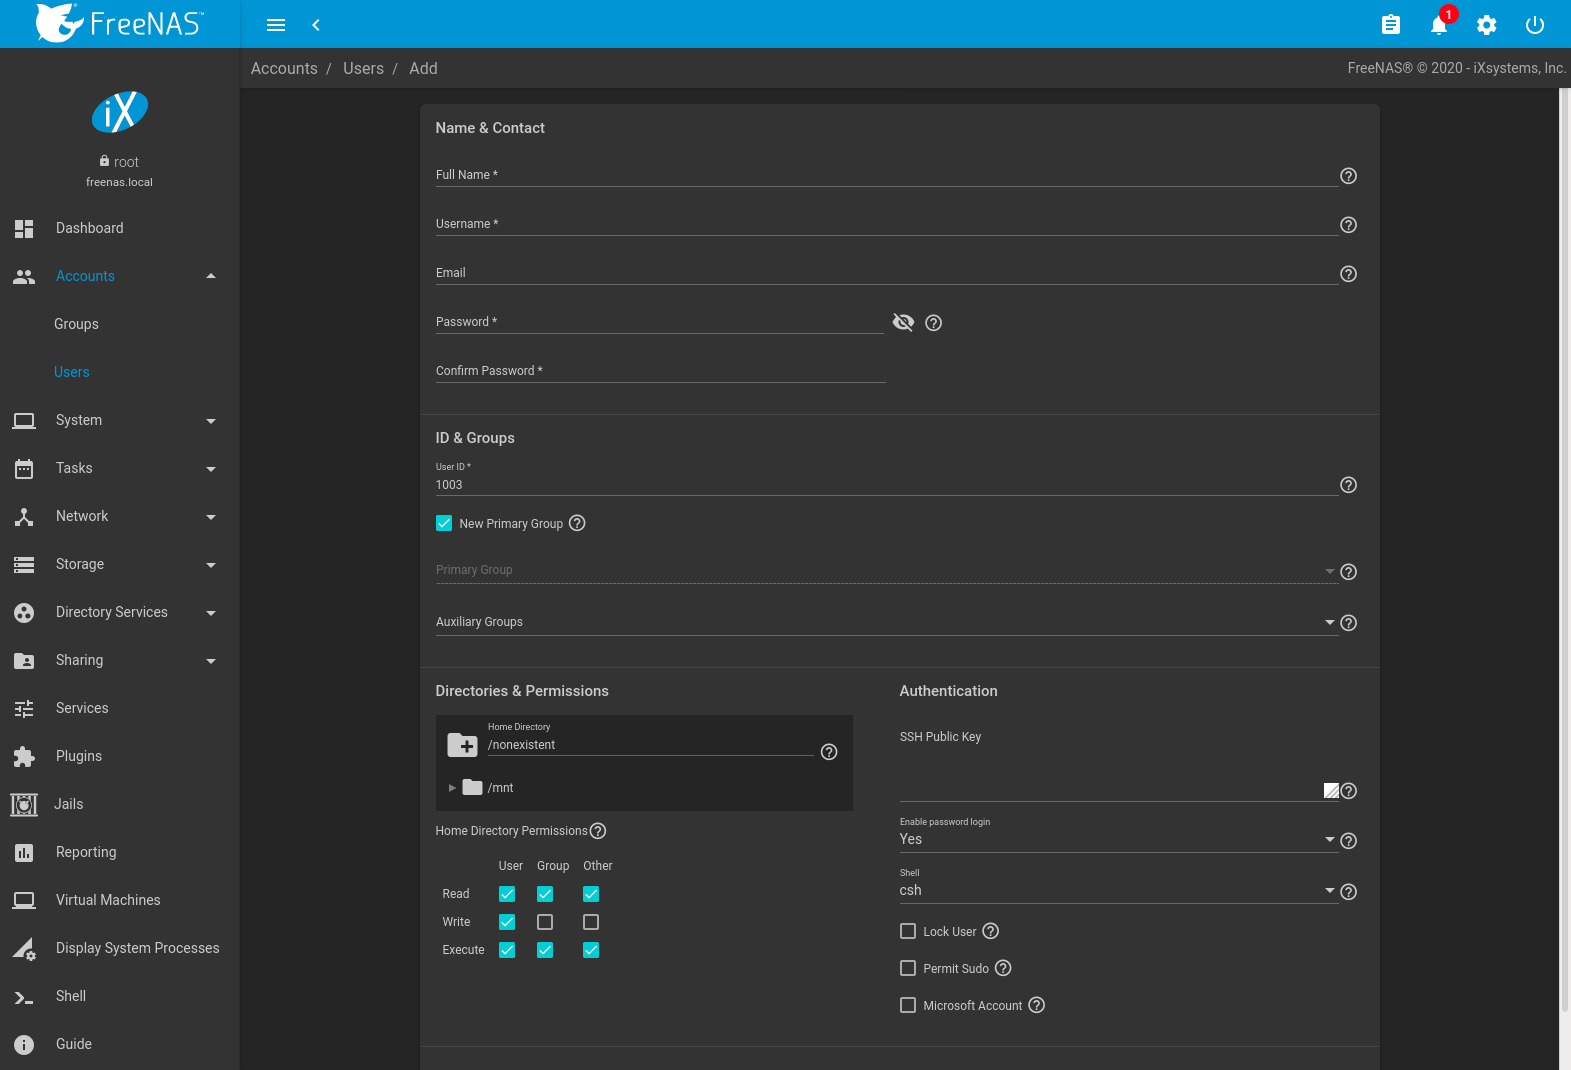 FreeNAS
1
Accounts / Users / Add
FreeNAS® © 2020 - iXsystems, Inc.
iX
root
freenas.local
Dashboard
Accounts
Groups
Users
System
Tasks
Network
Storage
Directory Services
Sharing
Services
Plugins
Jails
Reporting
Virtual Machines
Display System Processes
Shell
Guide
Name & Contact
Full Name *
Username *
Email
Password *
Confirm Password *
ID & Groups
User ID *
1003
New Primary Group
Primary Group
Auxiliary Groups
Directories & Permissions
Home Directory
/nonexistent
/mnt
Home Directory Permissions
User Group Other
Read
Write
Execute
Authentication
SSH Public Key
Enable password login
Yes
Shell
csh
Lock User
Permit Sudo
Microsoft Account